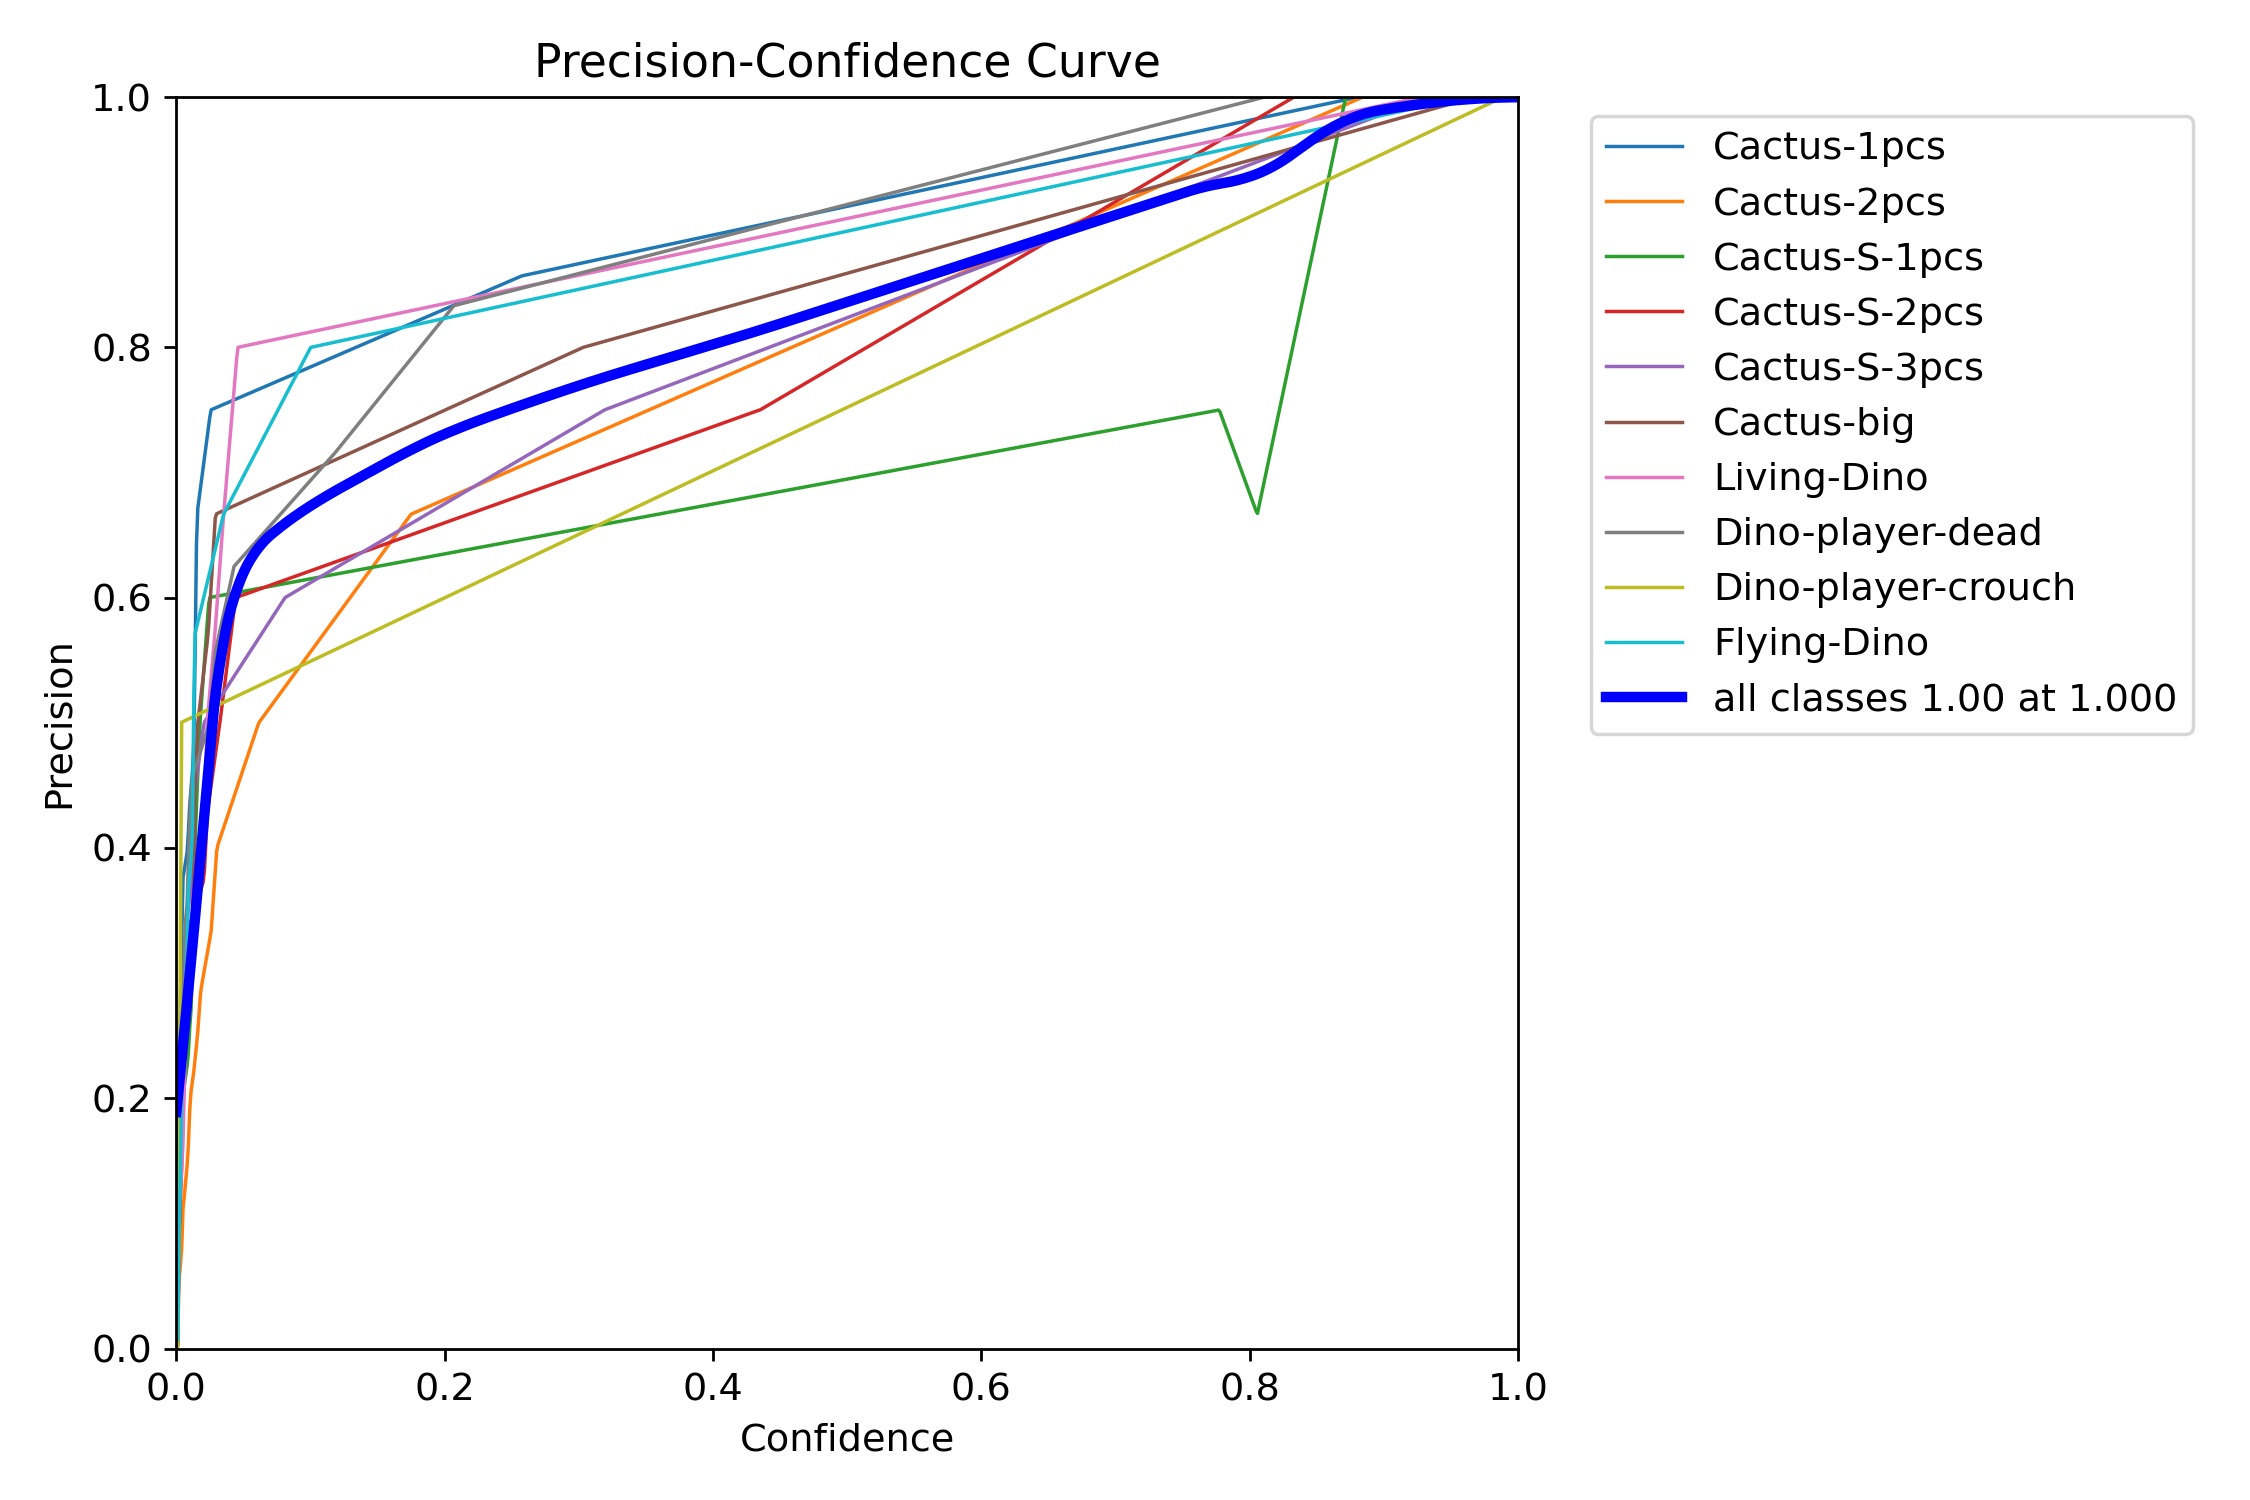 Precision-Confidence Curve
1.0
0.8
0.6
0.4
0.2
0.0
Precision
0.0 0.2 0.4 0.6 0.8 1.0
Confidence
Cactus-1pcs
Cactus-2pcs
Cactus-S-1pcs
Cactus-S-2pcs
Cactus-S-3pcs
Cactus-big
Living-Dino
Dino-player-dead
Dino-player-crouch
Flying-Dino
all classes 1.00 at 1.000